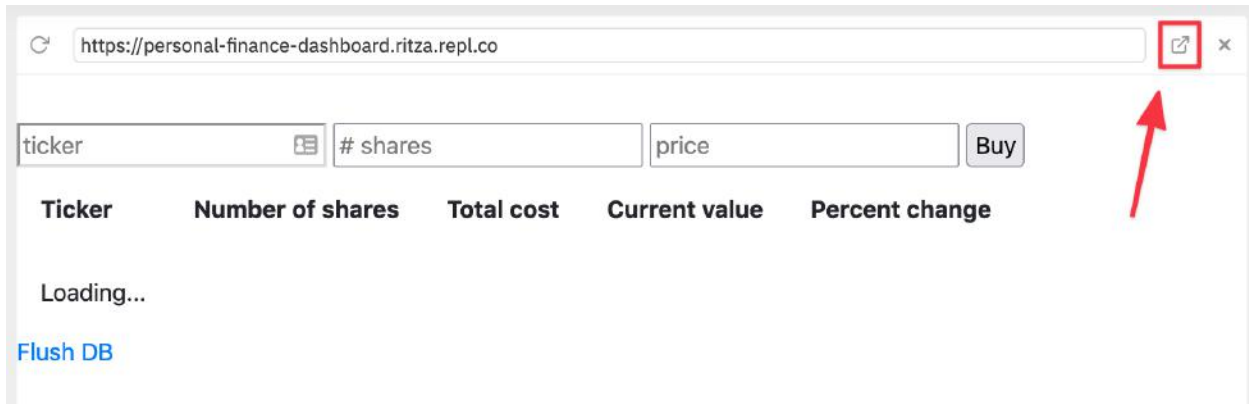 https://personal-finance-dashboard.ritza.repl.co
ticker # shares price Buy
Ticker Number of shares Total cost Current value Percent change
Loading...
Flush DB